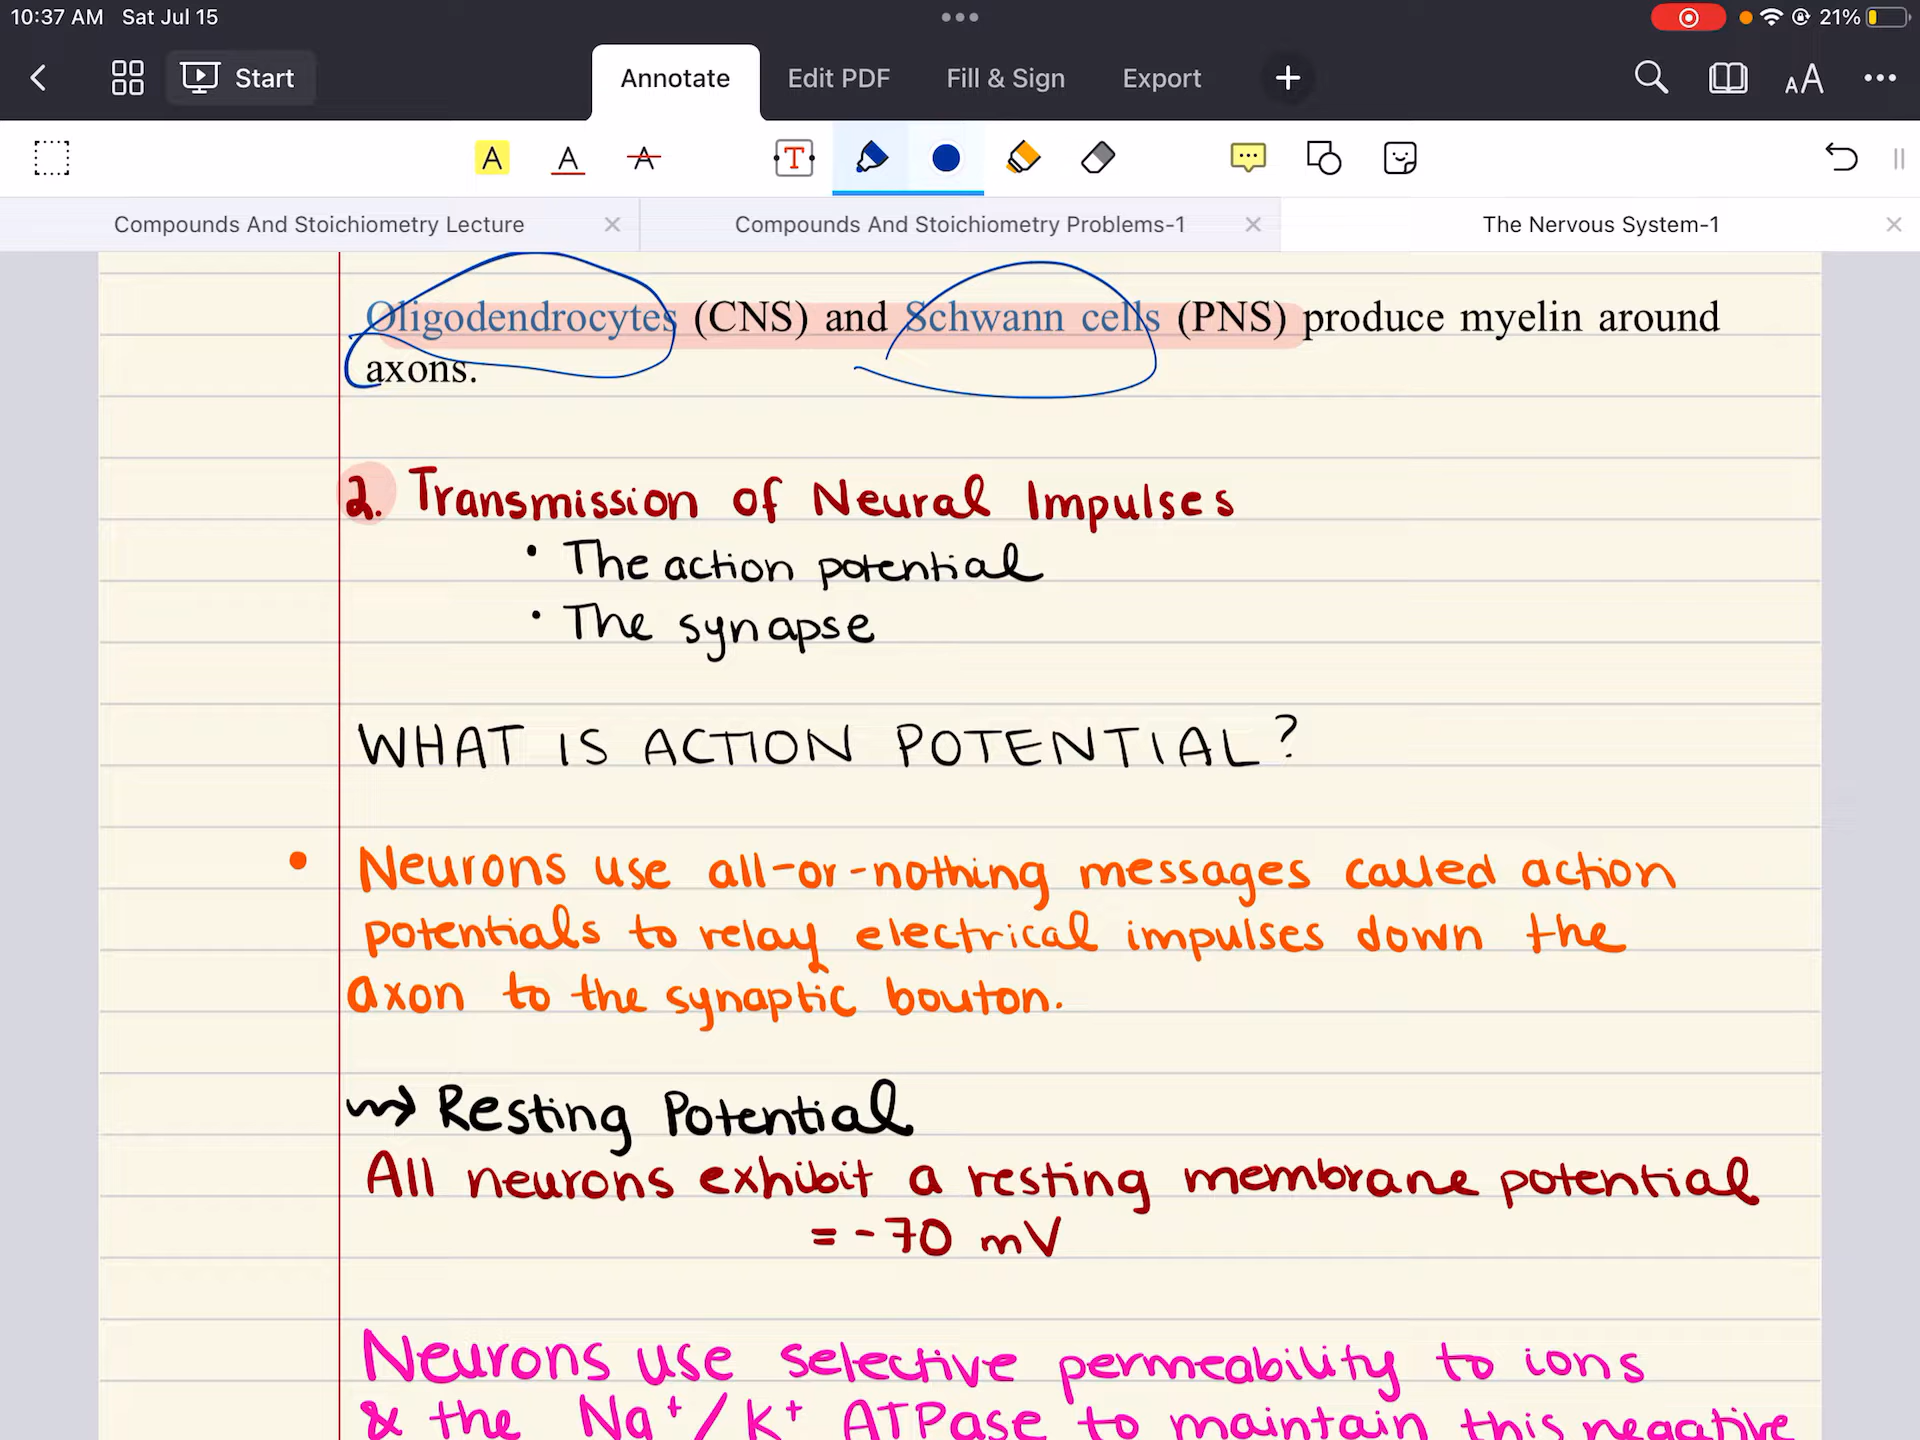 10:37 AM Sat Jul 15
21%
Start
Annotate
Edit PDF
Fill & Sign
Export
AA
A A A T
Compounds And Stoichiometry Lecture
Compounds And Stoichiometry Problems-1
The Nervous System-1
Oligodendrocytes (CNS) and Schwann cells (PNS) produce myelin around
axons.
2. Transmission of Neural Impulses
• The action potential
• The synapse
WHAT IS ACTION POTENTIAL?
• Neurons use all-or-nothing messages called action
potentials to relay electrical impulses down the
axon to the synaptic bouton.
Resting Potential
All neurons exhibit a resting membrane potential
= -70 mV
Neurons use selective permeability to ions
& the Na⁺/K⁺ ATPase to maintain this negative